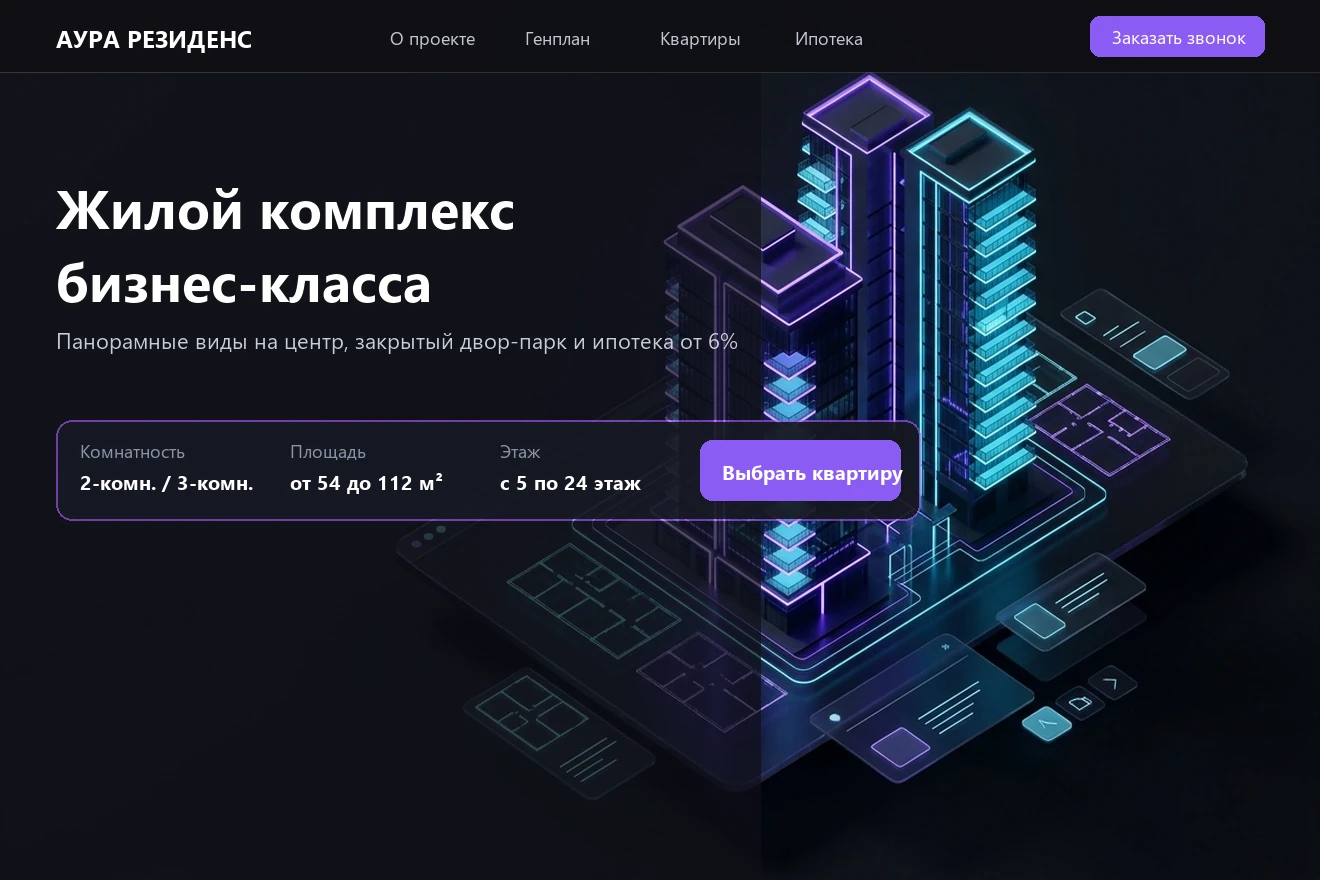 АУРА РЕЗИДЕНС
О проекте
Генплан
Квартиры
Ипотека
Заказать звонок
Жилой комплекс
бизнес-класса
Панорамные виды на центр, закрытый двор-парк и ипотека от 6%
Комнатность
Площадь
Этаж
2-комн. / 3-комн.
от 54 до 112 м²
с 5 по 24 этаж
Выбрать квартиру